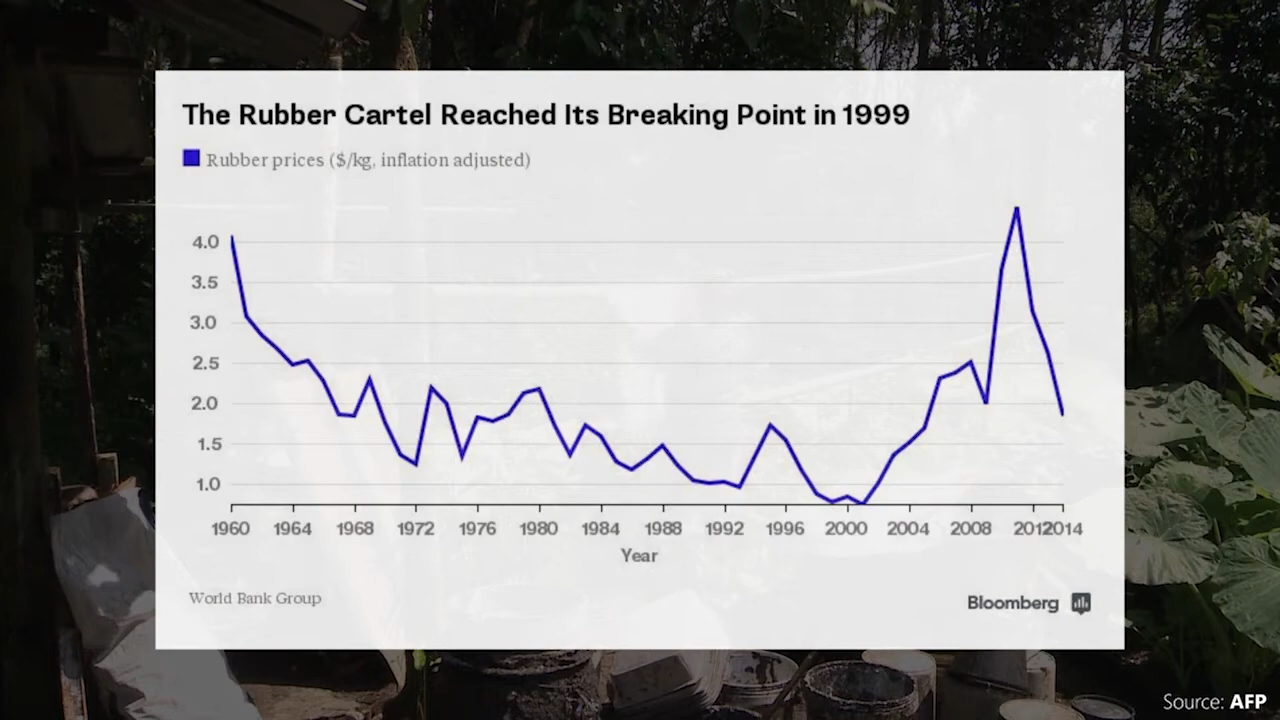 The Rubber Cartel Reached Its Breaking Point in 1999
Rubber prices ($/kg, inflation adjusted)
4.0
3.5
3.0
2.5
2.0
1.5
1.0
1960 1964 1968 1972 1976 1980 1984 1988 1992 1996 2000 2004 2008 2012 2014
Year
World Bank Group
Bloomberg
Source: AFP